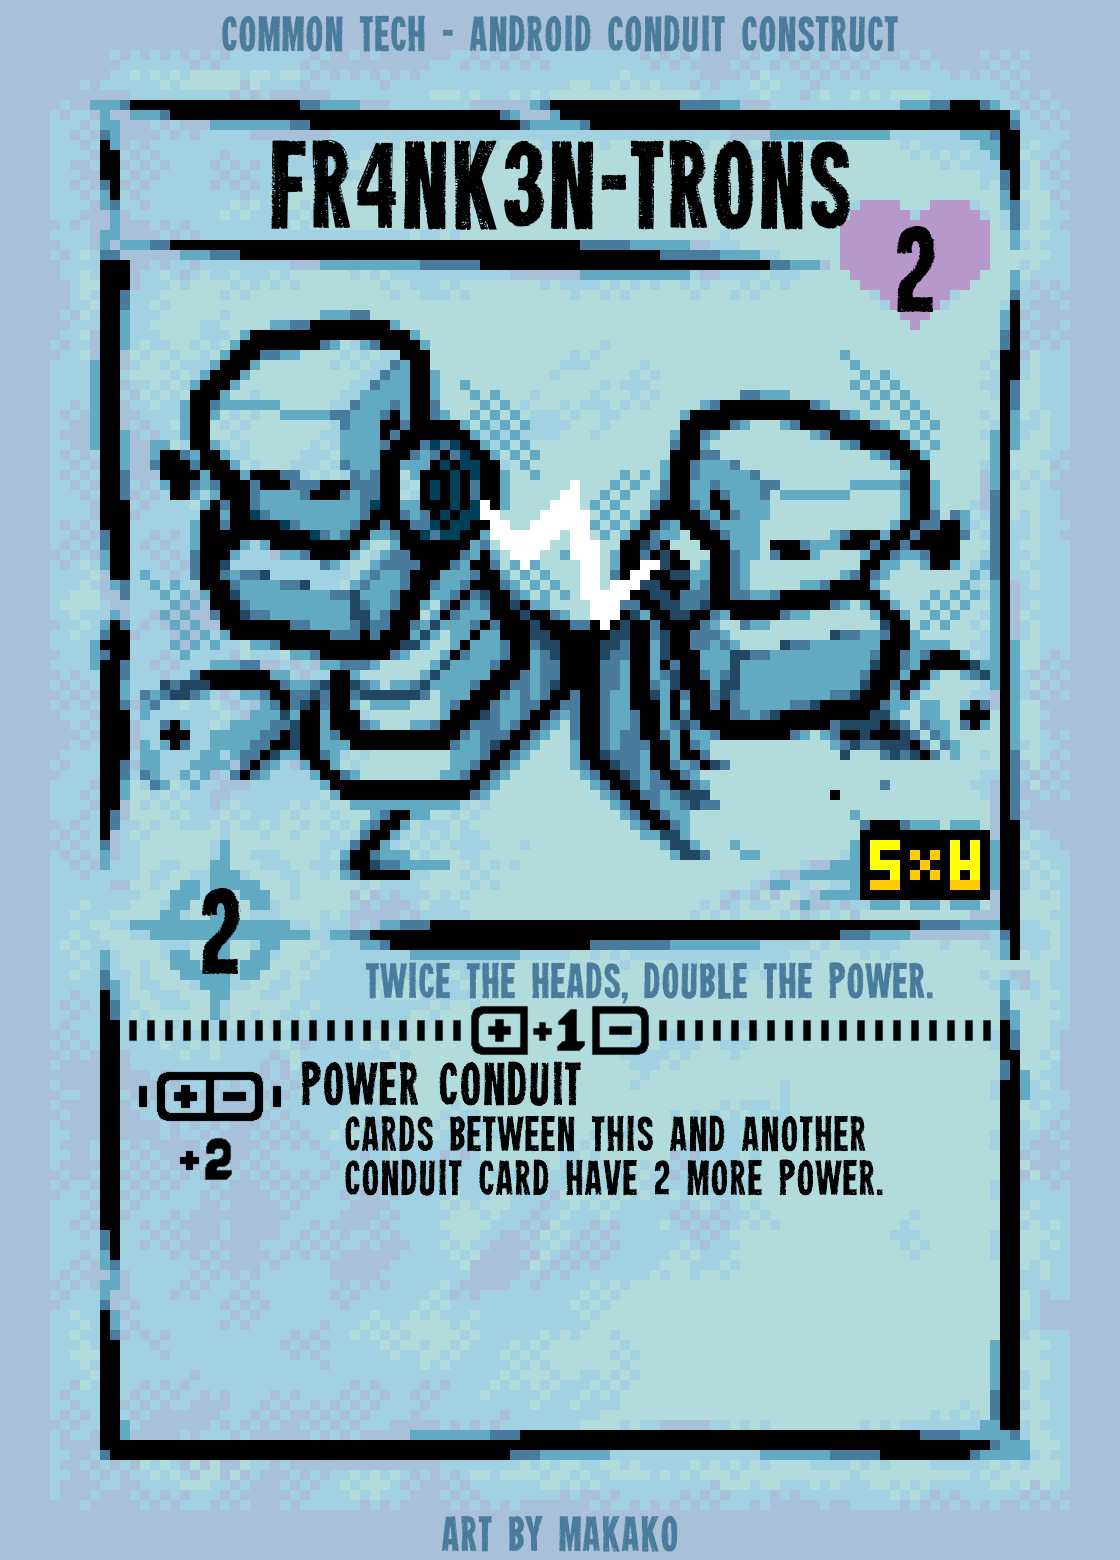 COMMON TECH - ANDROID CONDUIT CONSTRUCT
FR4NK3N-TRONS
2
2
TWICE THE HEADS, DOUBLE THE POWER.
+ +1 -
+ -
POWER CONDUIT
+2
CARDS BETWEEN THIS AND ANOTHER
CONDUIT CARD HAVE 2 MORE POWER.
ART BY MAKAKO